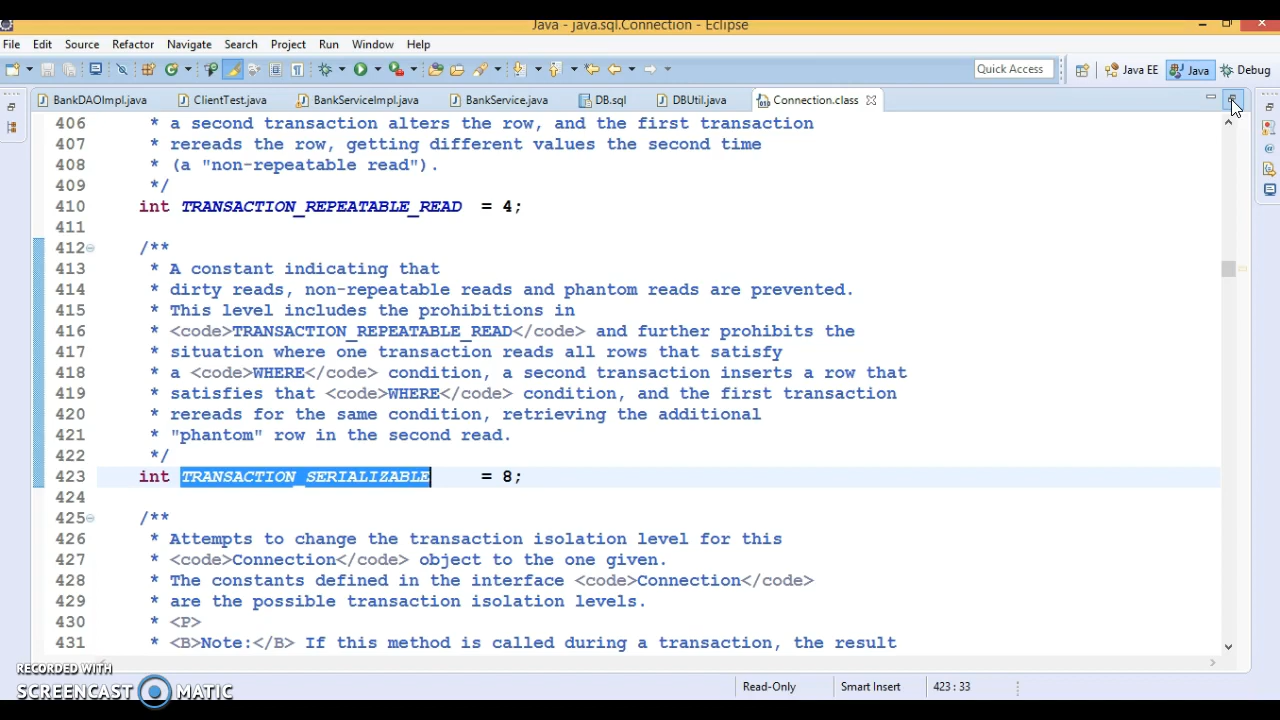 Java - java.sql.Connection - Eclipse
File Edit Source Refactor Navigate Search Project Run Window Help
Quick Access Java EE Java Debug
BankDAOImpl.java ClientTest.java BankServiceImpl.java BankService.java DB.sql DBUtil.java Connection.class
406 * a second transaction alters the row, and the first transaction
407 * rereads the row, getting different values the second time
408 * (a "non-repeatable read").
409 */
410 int TRANSACTION_REPEATABLE_READ = 4;
411
412 /**
413 * A constant indicating that
414 * dirty reads, non-repeatable reads and phantom reads are prevented.
415 * This level includes the prohibitions in
416 * <code>TRANSACTION_REPEATABLE_READ</code> and further prohibits the
417 * situation where one transaction reads all rows that satisfy
418 * a <code>WHERE</code> condition, a second transaction inserts a row that
419 * satisfies that <code>WHERE</code> condition, and the first transaction
420 * rereads for the same condition, retrieving the additional
421 * "phantom" row in the second read.
422 */
423 int TRANSACTION_SERIALIZABLE = 8;
424
425 /**
426 * Attempts to change the transaction isolation level for this
427 * <code>Connection</code> object to the one given.
428 * The constants defined in the interface <code>Connection</code>
429 * are the possible transaction isolation levels.
430 * <P>
431 * <B>Note:</B> If this method is called during a transaction, the result
Read-Only Smart Insert 423 : 33
RECORDED WITH
SCREENCAST MATIC